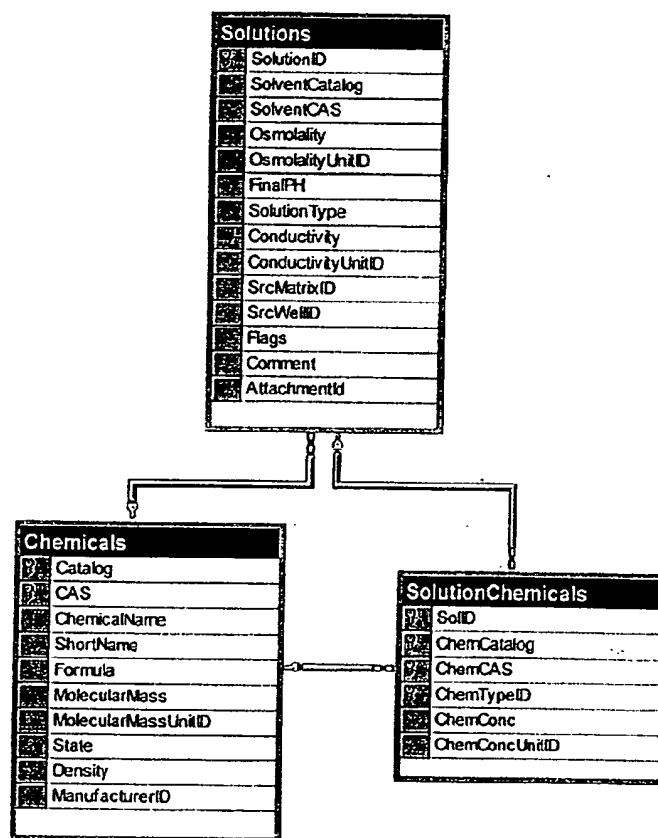 Solutions
SolutionID
SolventCatalog
SolventCAS
Osmolality
OsmolalityUnitID
FinalPH
SolutionType
Conductivity
ConductivityUnitID
SrcMatrixID
SrcWellID
Flags
Comment
AttachmentId
Chemicals
Catalog
CAS
ChemicalName
ShortName
Formula
MolecularMass
MolecularMassUnitID
State
Density
ManufacturerID
SolutionChemicals
SolID
ChemCatalog
ChemCAS
ChemTypeID
ChemConc
ChemConcUnitID